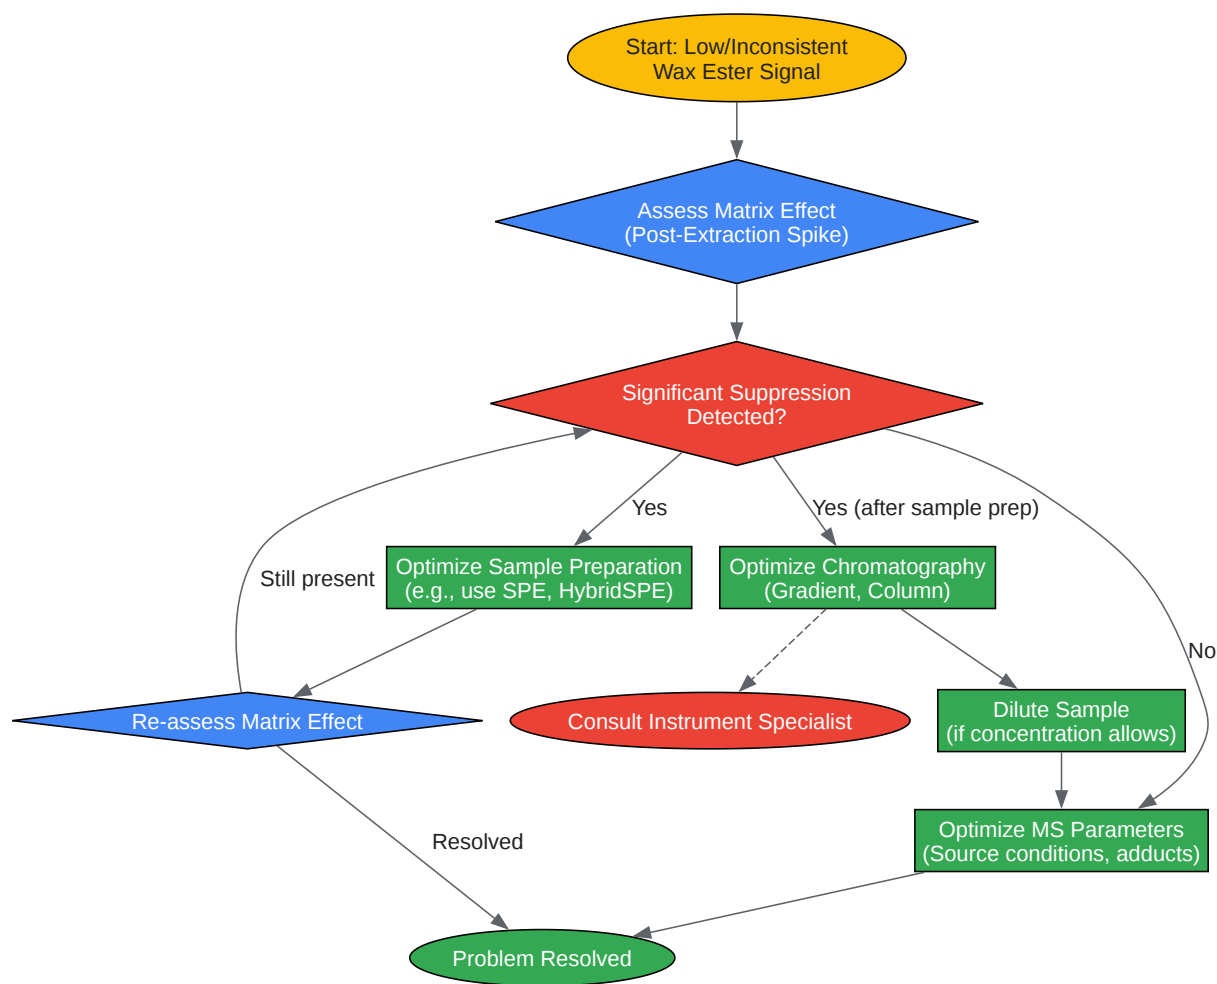 Start: Low/Inconsistent
Wax Ester Signal
Assess Matrix Effect
(Post-Extraction Spike)
Significant Suppression
Detected?
Yes
Yes (after sample prep)
Still present
Optimize Sample Preparation
(e.g., use SPE, HybridSPE)
Optimize Chromatography
(Gradient, Column)
No
Re-assess Matrix Effect
Consult Instrument Specialist
Dilute Sample
(if concentration allows)
Resolved
Optimize MS Parameters
(Source conditions, adducts)
Problem Resolved